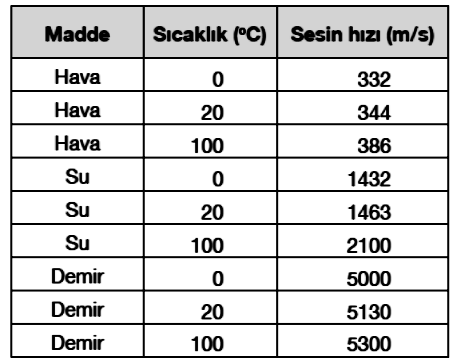 Madde Sıcaklık (ºC) Sesin hızı (m/s)
Hava 0 332
Hava 20 344
Hava 100 386
Su 0 1432
Su 20 1463
Su 100 2100
Demir 0 5000
Demir 20 5130
Demir 100 5300